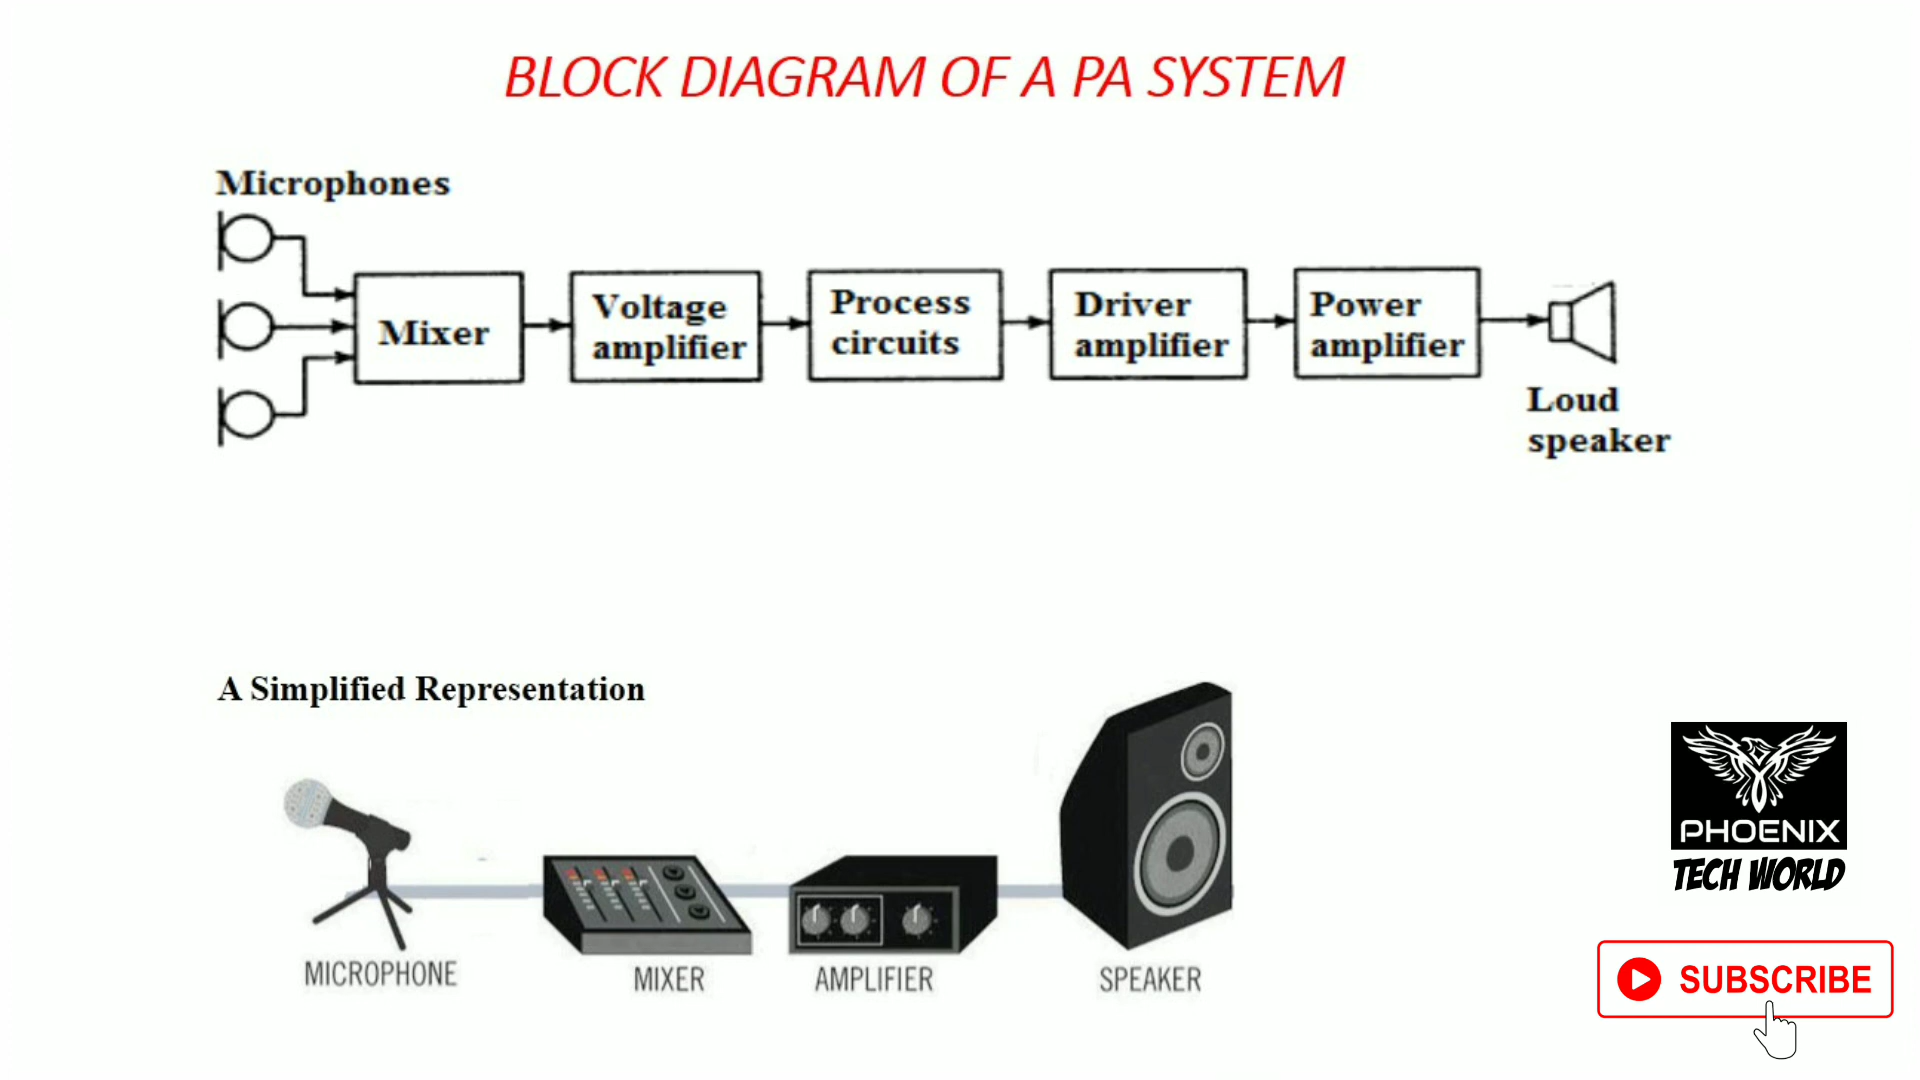 BLOCK DIAGRAM OF A PA SYSTEM
Microphones
Mixer
Voltage
amplifier
Process
circuits
Driver
amplifier
Power
amplifier
Loud
speaker
A Simplified Representation
MICROPHONE
MIXER
AMPLIFIER
SPEAKER
PHOENIX
TECH WORLD
SUBSCRIBE